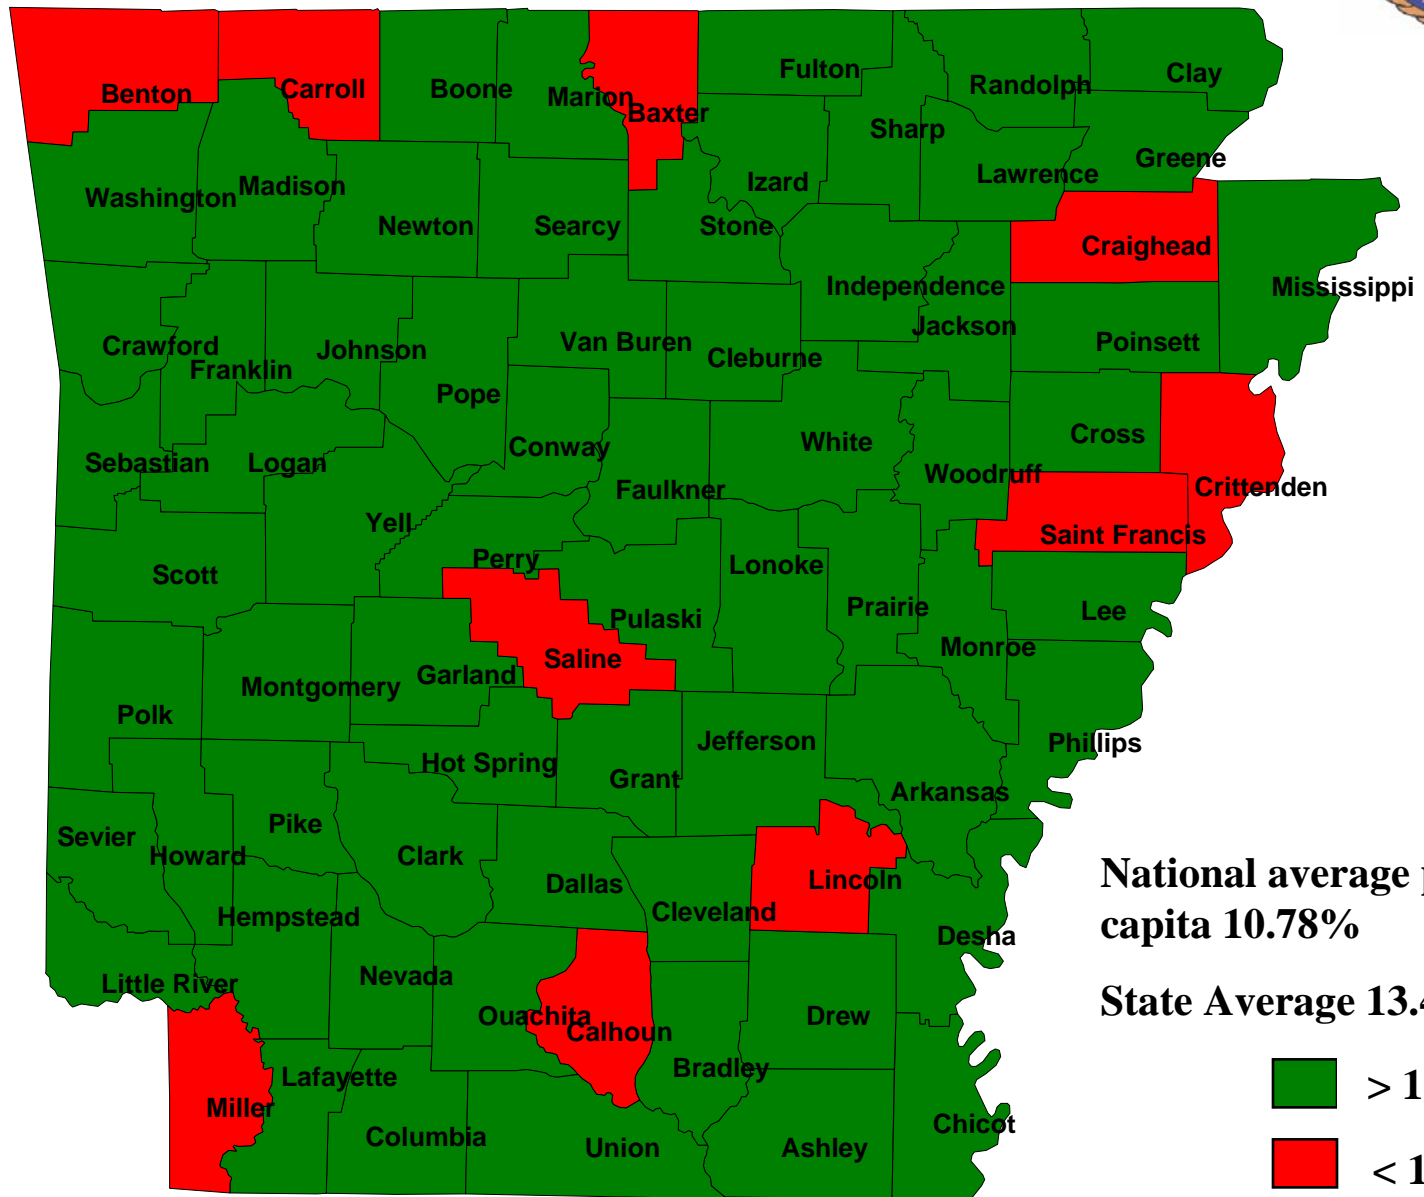 Benton
Carroll
Boone
Marion
Baxter
Fulton
Randolph
Clay
Sharp
Greene
Washington
Madison
Newton
Searcy
Stone
Izard
Lawrence
Craighead
Mississippi
Independence
Jackson
Poinsett
Crawford
Franklin
Johnson
Pope
Van Buren
Cleburne
Conway
White
Cross
Sebastian
Logan
Faulkner
Woodruff
Crittenden
Yell
Perry
Saint Francis
Scott
Lonoke
Pulaski
Prairie
Lee
Monroe
Saline
Garland
Montgomery
Polk
Hot Spring
Grant
Jefferson
Phillips
Arkansas
Sevier
Howard
Pike
Clark
Dallas
Lincoln
Cleveland
Desha
Hempstead
Little River
Nevada
Ouachita
Calhoun
Drew
Bradley
Lafayette
Miller
Columbia
Union
Ashley
Chicot
National average
capita 10.78%
State Average 13.4
> 1
< 1